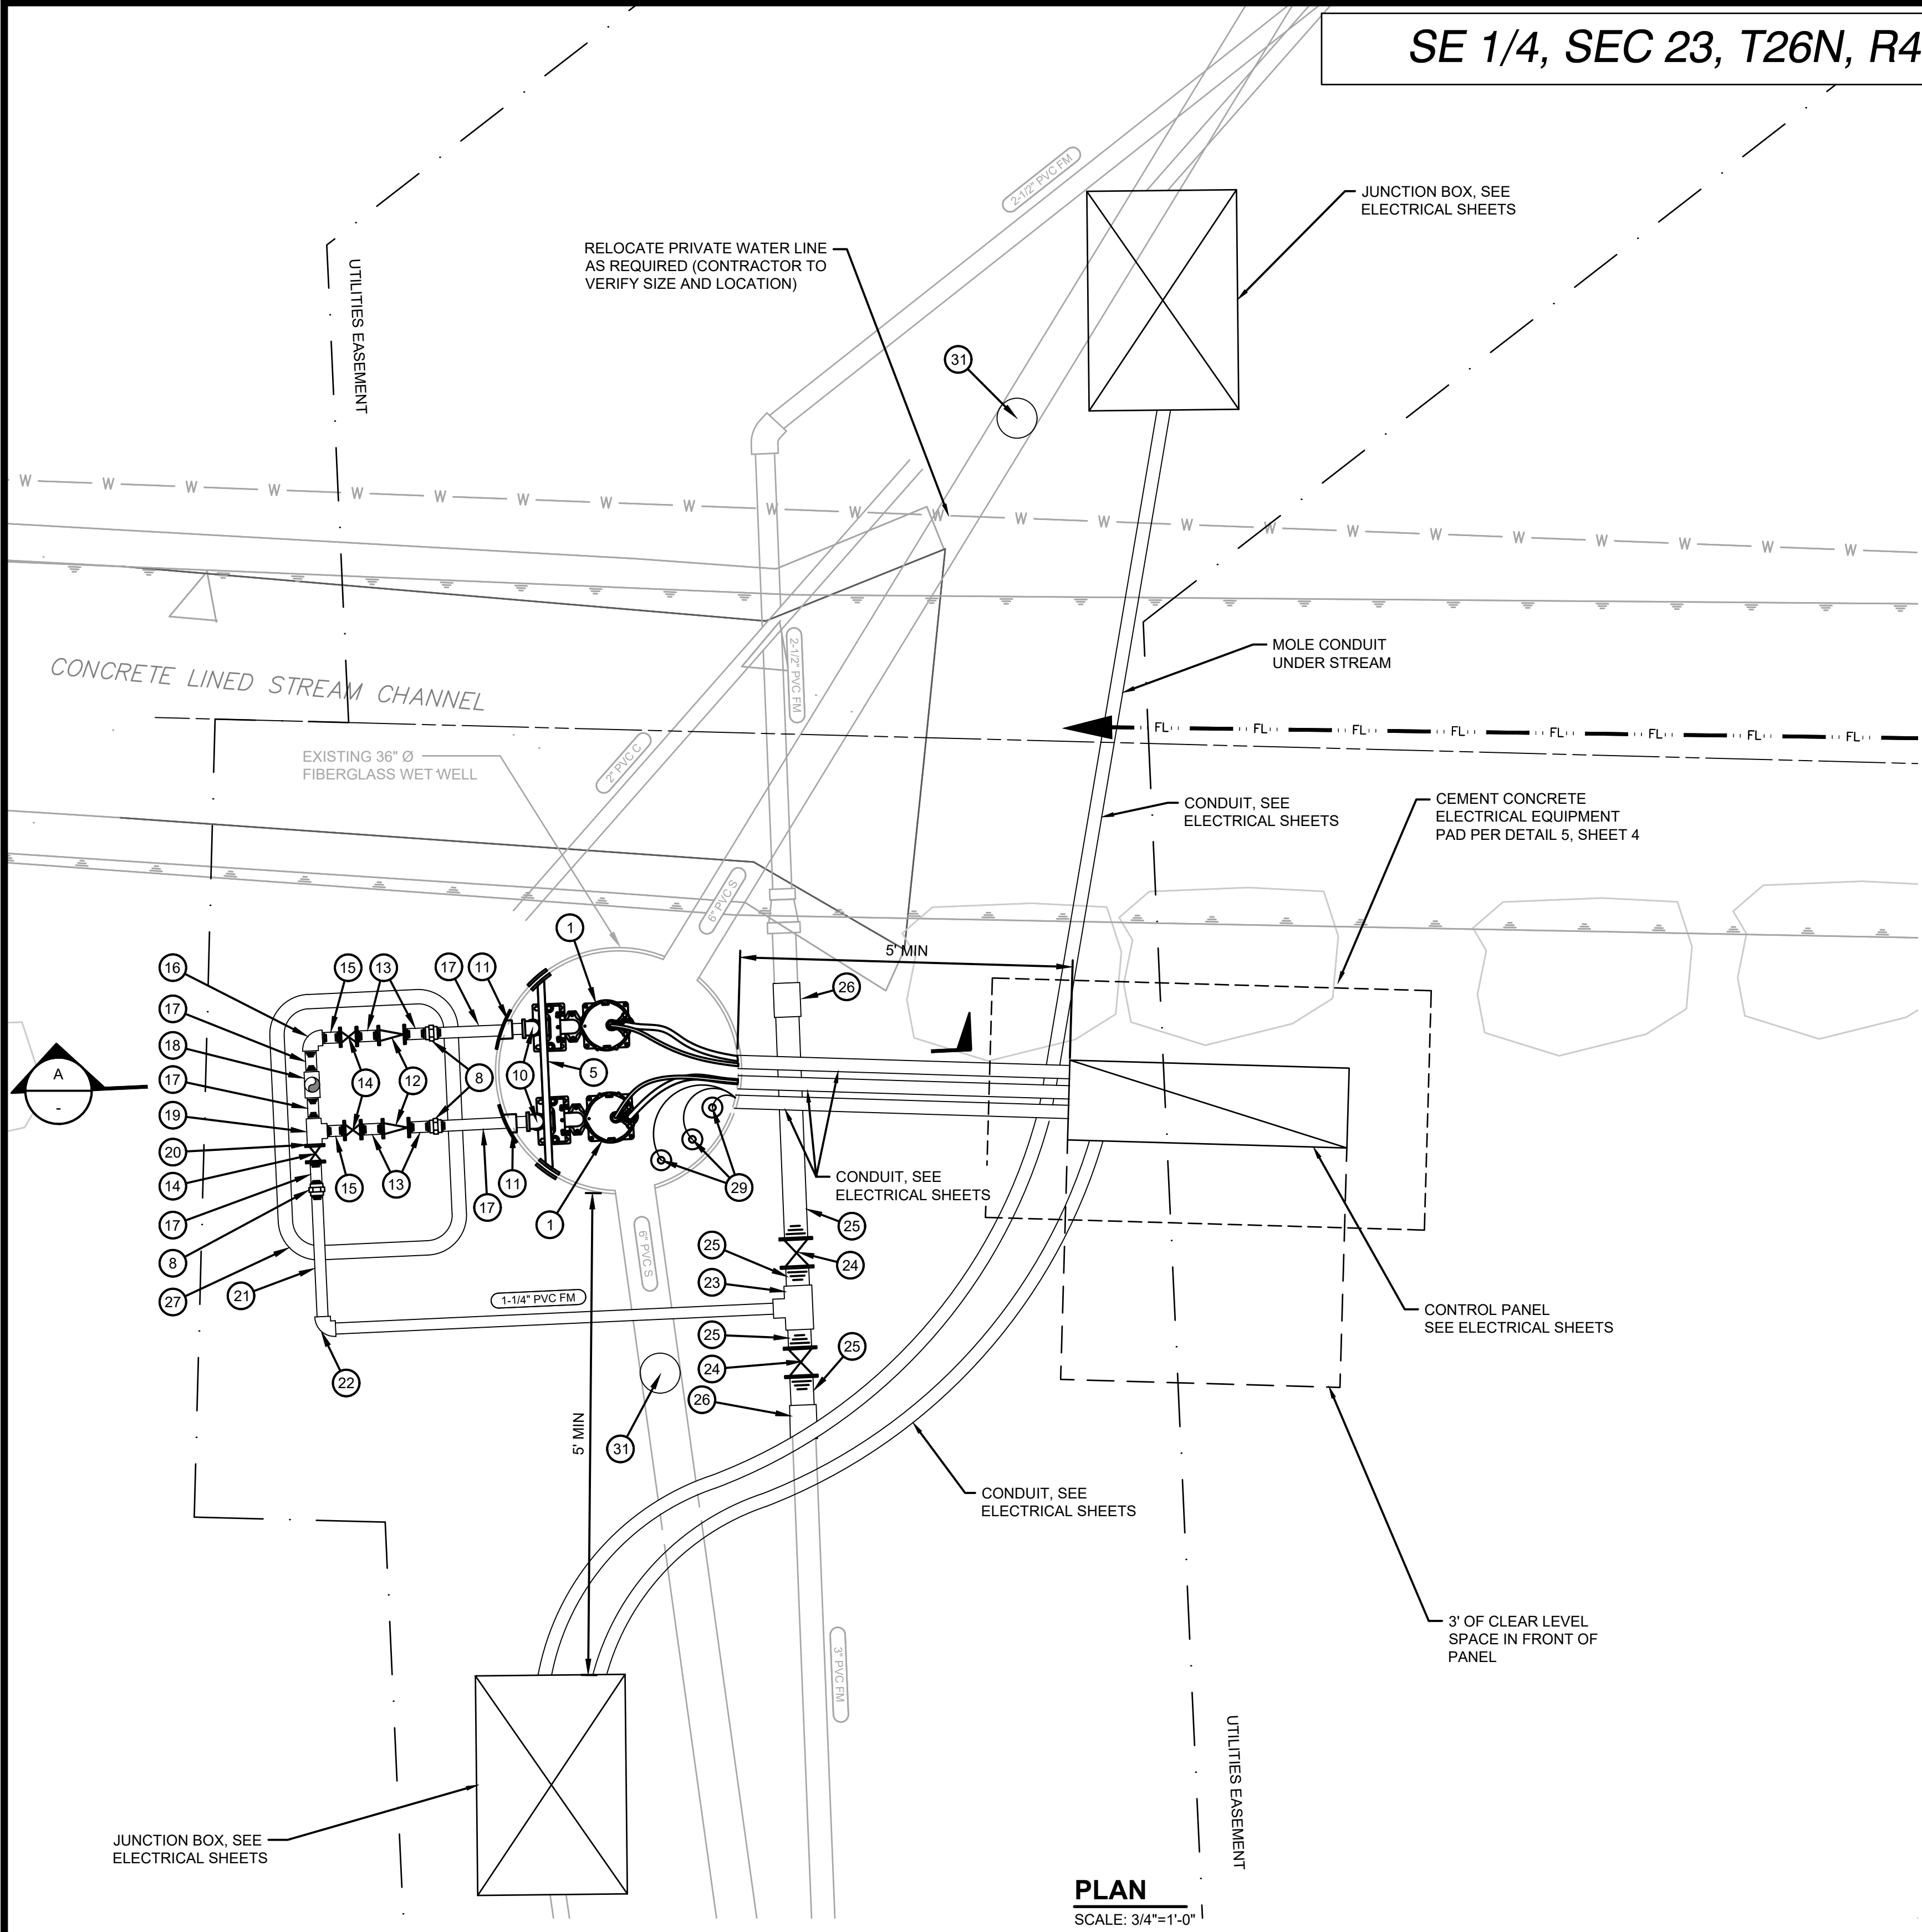 SE 1/4, SEC 23, T26N, R4
2-1/2" PVC FM
JUNCTION BOX, SEE
ELECTRICAL SHEETS
RELOCATE PRIVATE WATER LINE
AS REQUIRED (CONTRACTOR TO
VERIFY SIZE AND LOCATION)
UTILITIES EASEMENT
31
W W W W W W W W W W W W W W W W W W W W W W W
MOLE CONDUIT
UNDER STREAM
2-1/2" PVC FM
CONCRETE LINED STREAM CHANNEL
FL FL FL FL FL FL FL FL
EXISTING 36" Ø
FIBERGLASS WET WELL
2" PVC C
CONDUIT, SEE
ELECTRICAL SHEETS
CEMENT CONCRETE
ELECTRICAL EQUIPMENT
PAD PER DETAIL 5, SHEET 4
6" PVC S
1
5' MIN
16
15
13
17
11
26
17
18
A
-
14
12
8
10
5
17
19
20
14
15
13
11
17
1
29
CONDUIT, SEE
ELECTRICAL SHEETS
17
8
27
21
6" PVC S
25
25
24
23
1-1/4" PVC FM
CONTROL PANEL
SEE ELECTRICAL SHEETS
25
25
24
22
26
31
5' MIN
CONDUIT, SEE
ELECTRICAL SHEETS
3' OF CLEAR LEVEL
SPACE IN FRONT OF
PANEL
3" PVC FM
UTILITIES EASEMENT
JUNCTION BOX, SEE
ELECTRICAL SHEETS
PLAN
SCALE: 3/4"=1'-0"